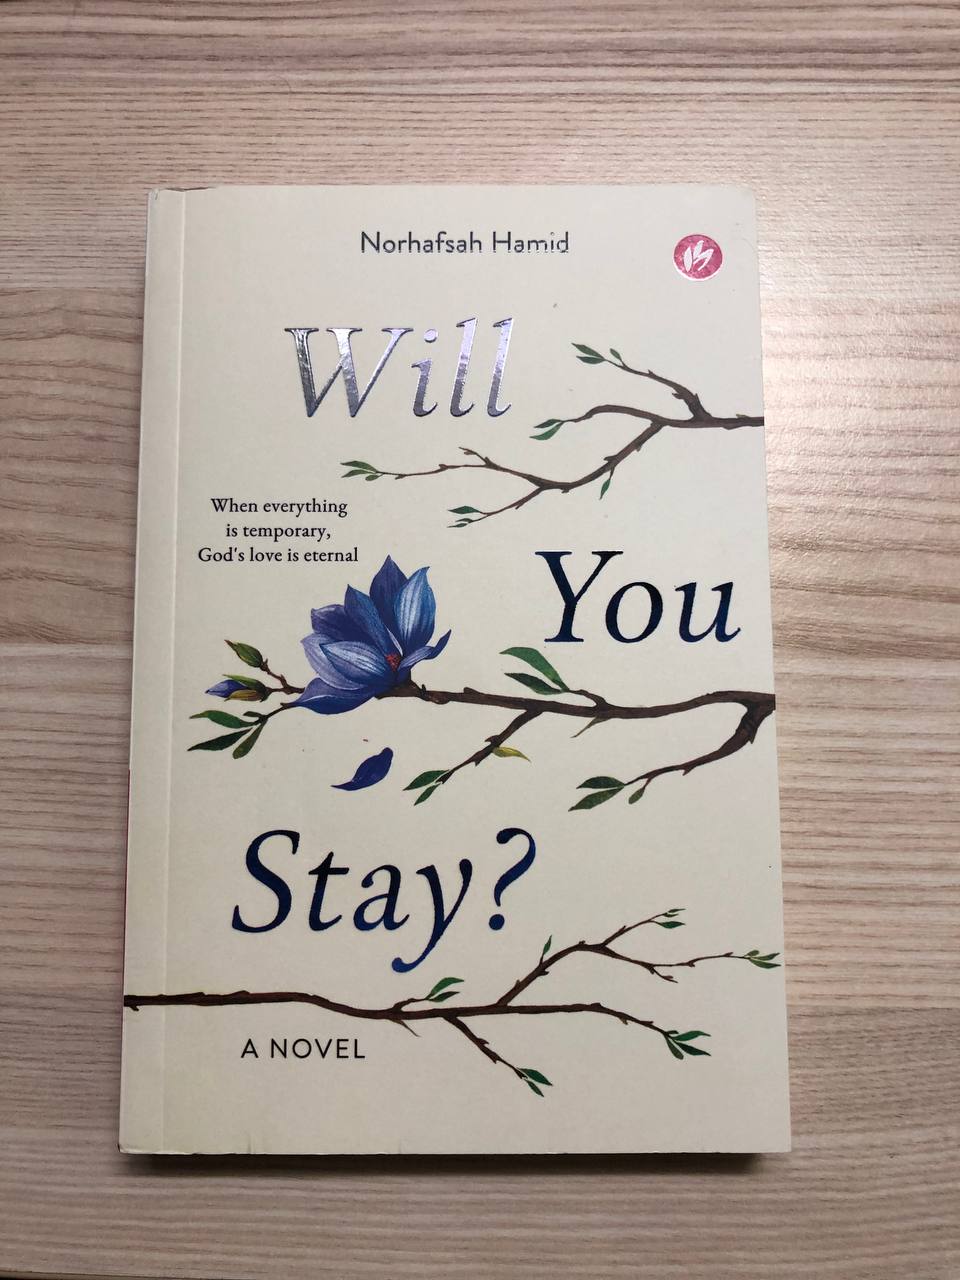 Norhafsah Hamid
Will
When everything
is temporary,
God's love is eternal
You
Stay?
A NOVEL